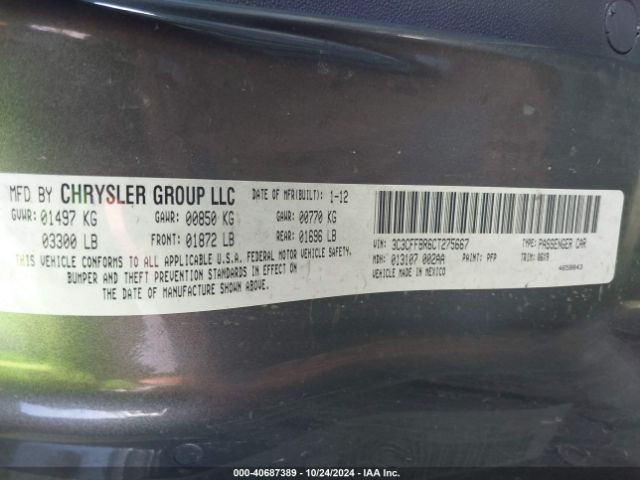 MFD BY CHRYSLER GROUP LLC DATE OF MFR(BUILT): 1-12
GVWR: 01497 KG GAWR: 00850 KG GAWR: 00770 KG
03300 LB FRONT: 01872 LB REAR: 01696 LB
THIS VEHICLE CONFORMS TO ALL APPLICABLE U.S.A. FEDERAL MOTOR VEHICLE SAFETY,
BUMPER AND THEFT PREVENTION STANDARDS IN EFFECT ON
THE DATE OF MANUFACTURE SHOWN ABOVE.
VIN: 3C3CFFBR6CT275667 TYPE: PASSENGER CAR
MDH: 013107 002AA PAINT: PFP TRIM: 06X9
VEHICLE MADE IN MEXICO
000-40687389 - 10/24/2024 - IAA Inc.